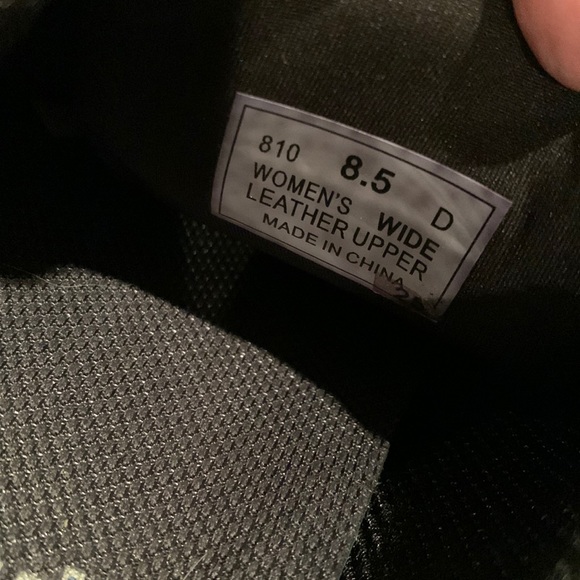 810 8.5 D
WOMEN'S WIDE
LEATHER UPPER
MADE IN CHINA